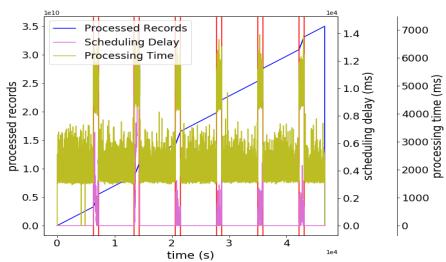 1e10
1e4
Processed Records
Scheduling Delay
Processing Time
3.5
3.0
2.5
2.0
1.5
1.0
0.5
0.0
processed records
0
1
2
3
4
time (s)
1e4
1.4
1.2
1.0
0.8
0.6
0.4
0.2
0.0
scheduling delay (ms)
7000
6000
5000
4000
3000
2000
1000
0
processing time (ms)